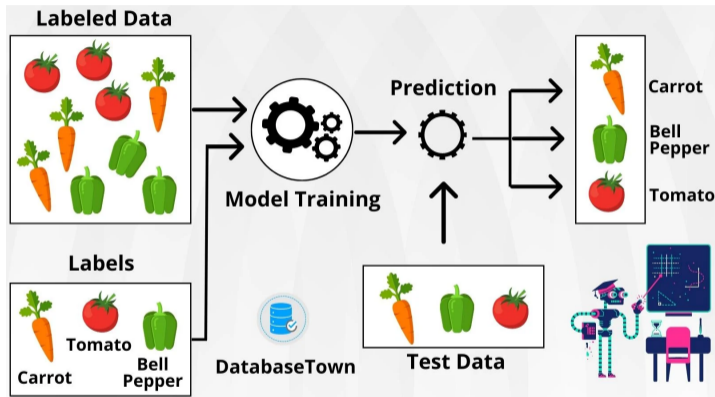 Labeled Data
Prediction
Carrot
Bell
Pepper
Tomato
Model Training
Labels
Carrot
Tomato
Bell
Pepper
DatabaseTown
Test Data